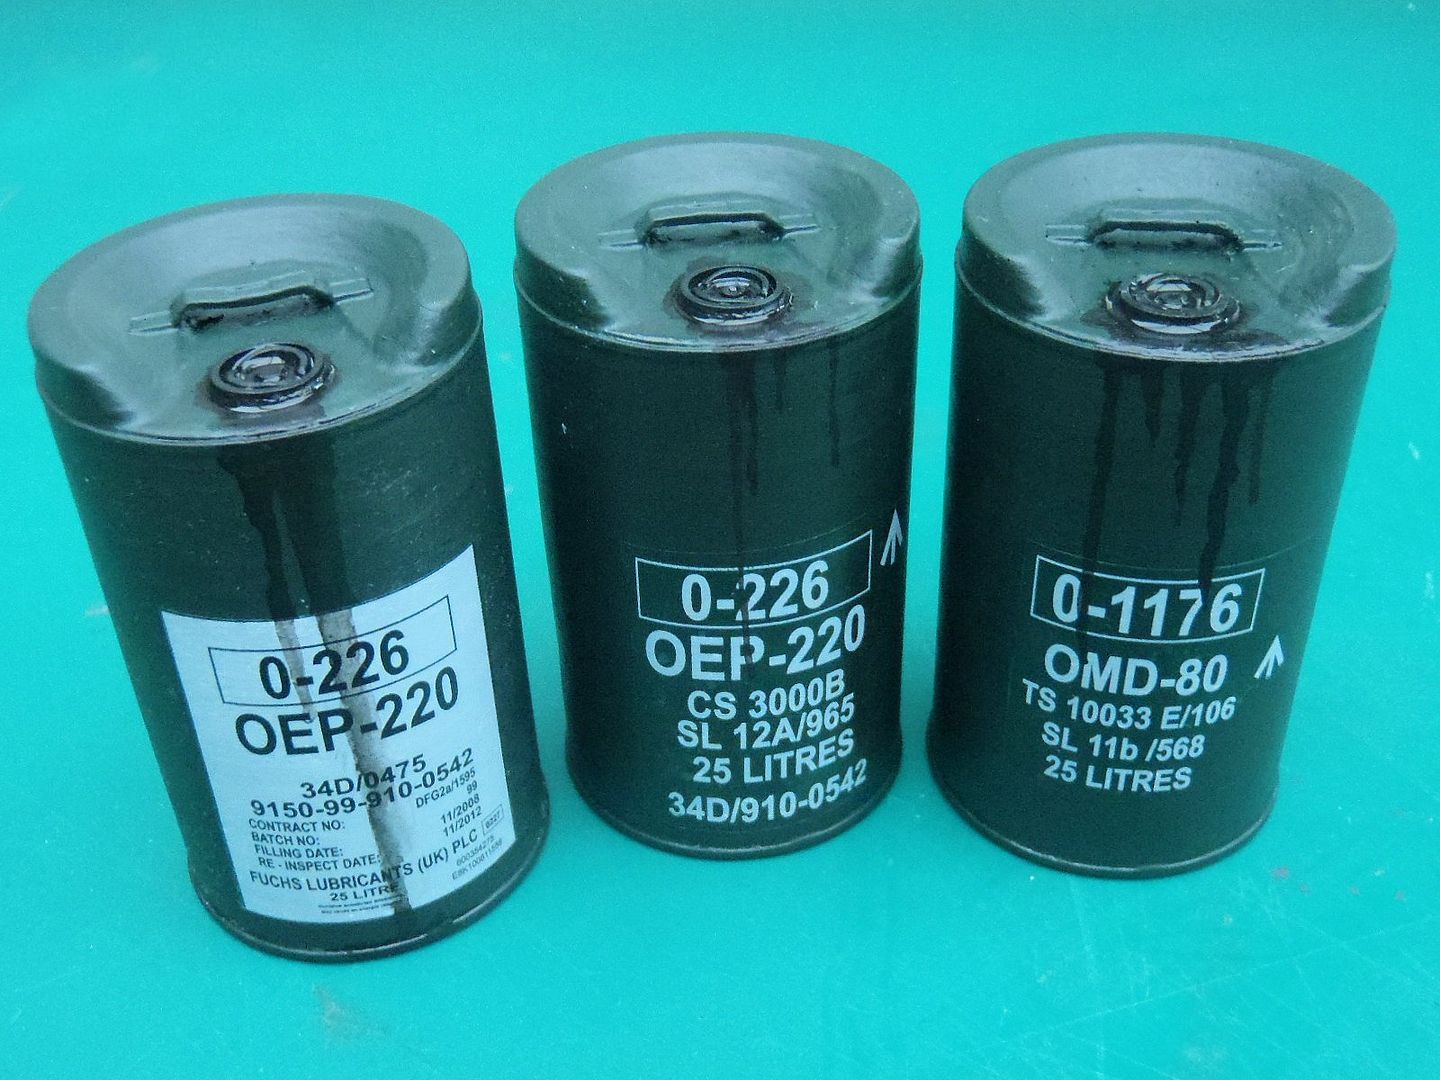 0-226
OEP-220
34D/0475
9150-99-910-0542
DFG2a/1595
CONTRACT NO: 99
BATCH NO: 11/2008
FILLING DATE: 11/2012
RE - INSPECT DATE:
FUCHS LUBRICANTS (UK) PLC
25 LITRE
0-226
OEP-220
CS 3000B
SL 12A/965
25 LITRES
34D/910-0542
0-1176
OMD-80
TS 10033 E/106
SL 11b /568
25 LITRES